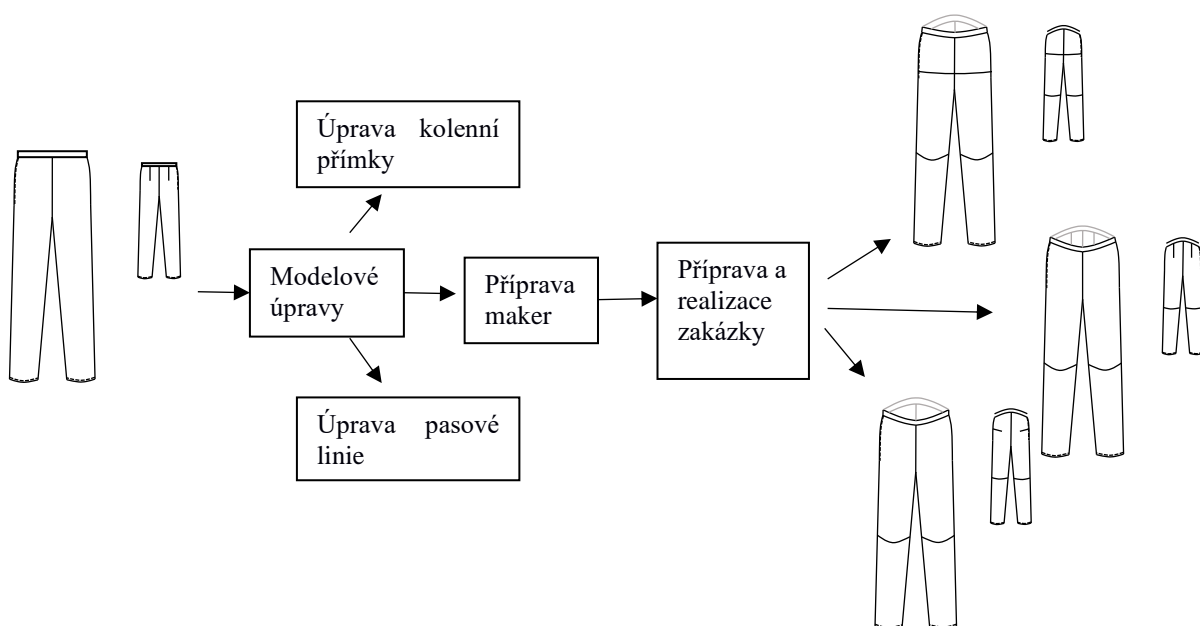 Úprava kolenní
přímky
Modelové
úpravy
Příprava
maker
Příprava a
realizace
zakázky
Úprava pasové
linie